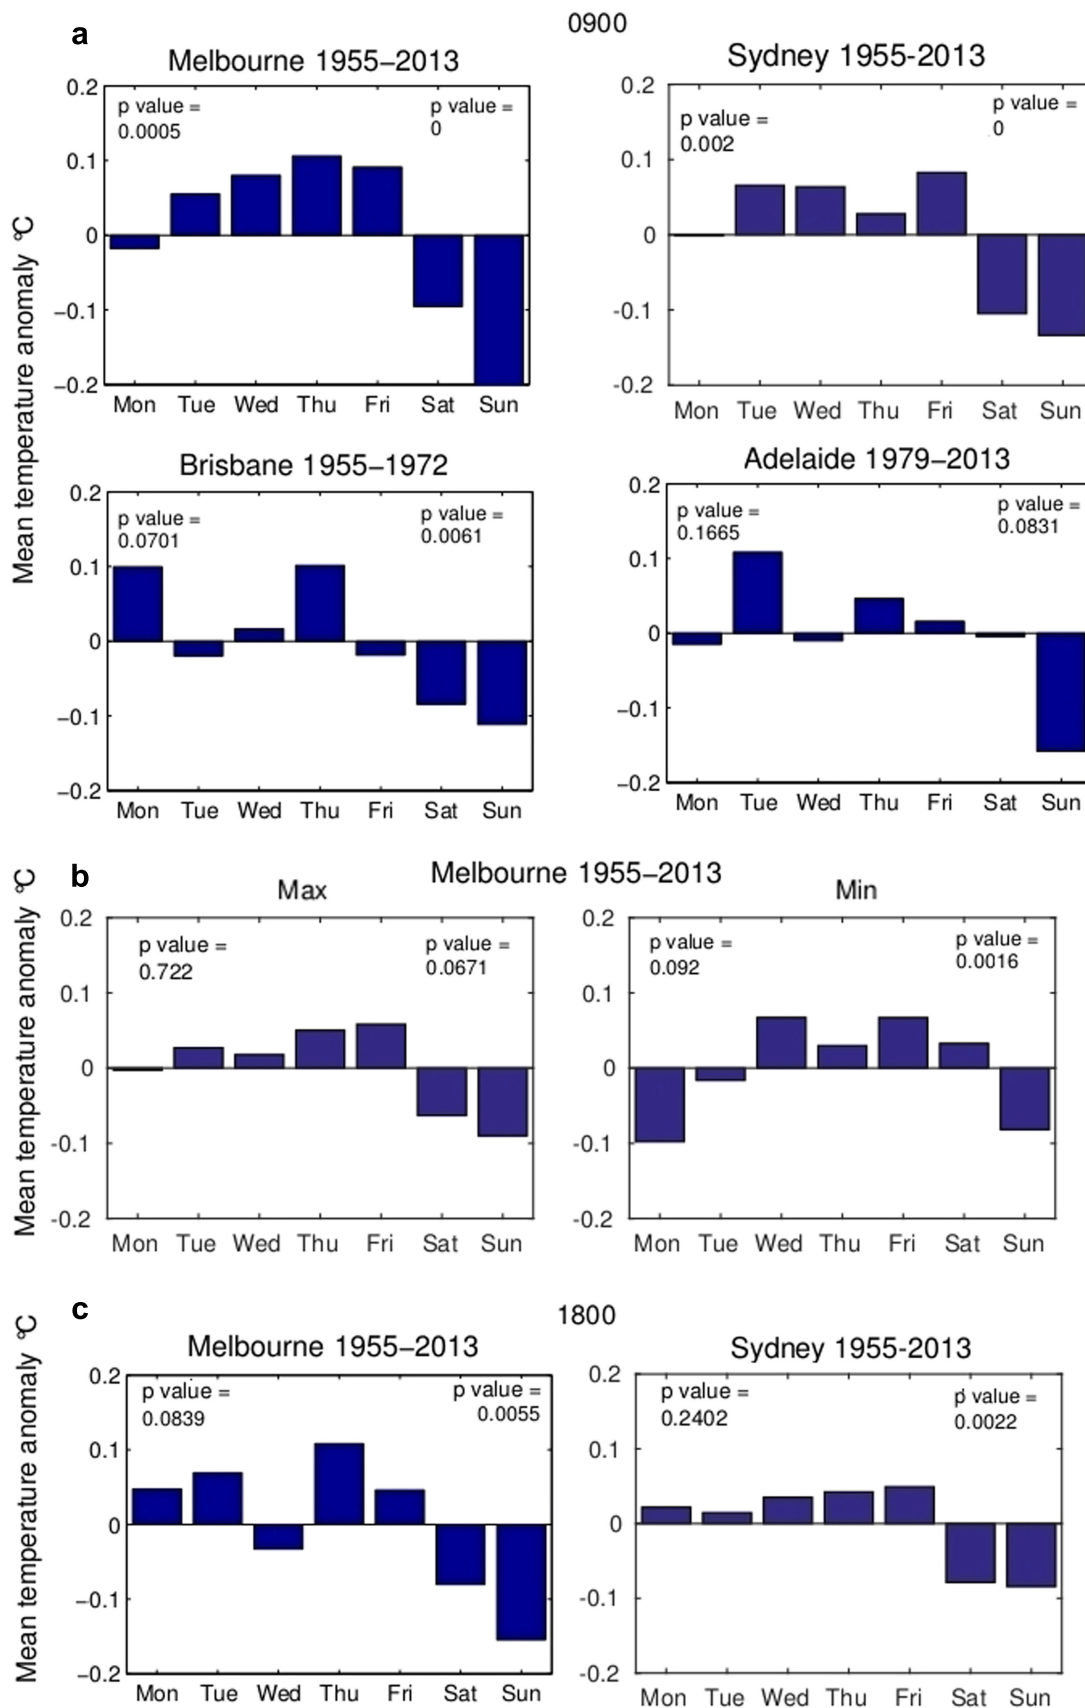 a
0900
Melbourne 1955–2013
Sydney 1955-2013
Mean temperature anomaly °C
0.2
0.1
0
−0.1
−0.2
p value =
0.0005
p value =
0
Mon Tue Wed Thu Fri Sat Sun
0.2
0.1
0
-0.1
-0.2
p value =
0.002
p value =
0
Mon Tue Wed Thu Fri Sat Sun
Brisbane 1955–1972
Adelaide 1979–2013
0.2
0.1
0
−0.1
−0.2
p value =
0.0701
p value =
0.0061
Mon Tue Wed Thu Fri Sat Sun
0.2
0.1
0
−0.1
−0.2
p value =
0.1665
p value =
0.0831
Mon Tue Wed Thu Fri Sat Sun
b
Melbourne 1955–2013
Max
Min
Mean temperature anomaly °C
0.2
0.1
0
-0.1
-0.2
p value =
0.722
p value =
0.0671
Mon Tue Wed Thu Fri Sat Sun
0.2
0.1
0
-0.1
-0.2
p value =
0.092
p value =
0.0016
Mon Tue Wed Thu Fri Sat Sun
c
1800
Melbourne 1955–2013
Sydney 1955-2013
Mean temperature anomaly °C
0.2
0.1
0
−0.1
−0.2
p value =
0.0839
p value =
0.0055
Mon Tue Wed Thu Fri Sat Sun
0.2
0.1
0
-0.1
-0.2
p value =
0.2402
p value =
0.0022
Mon Tue Wed Thu Fri Sat Sun